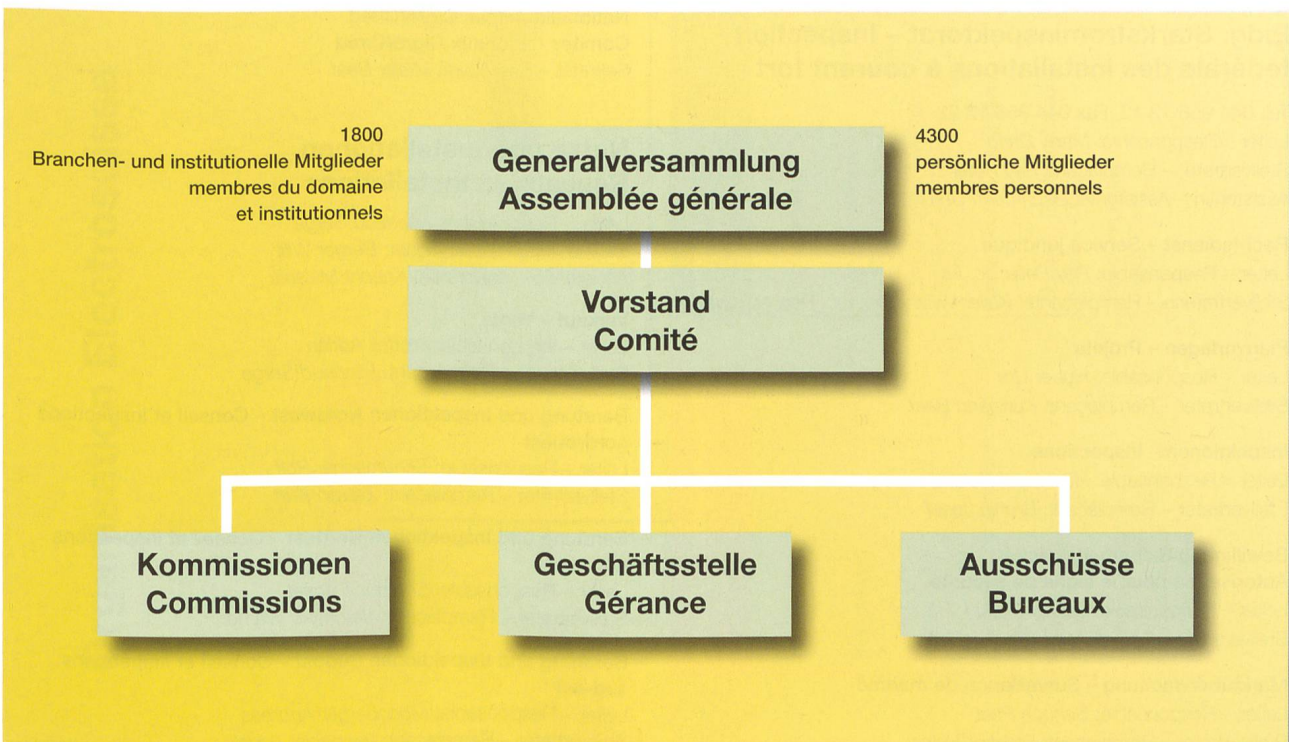 1800
Branchen- und institutionelle Mitglieder
membres du domaine
et institutionnels
Generalversammlung
Assemblée générale
4300
persönliche Mitglieder
membres personnels
Vorstand
Comité
Kommissionen
Commissions
Geschäftsstelle
Gérance
Ausschüsse
Bureaux